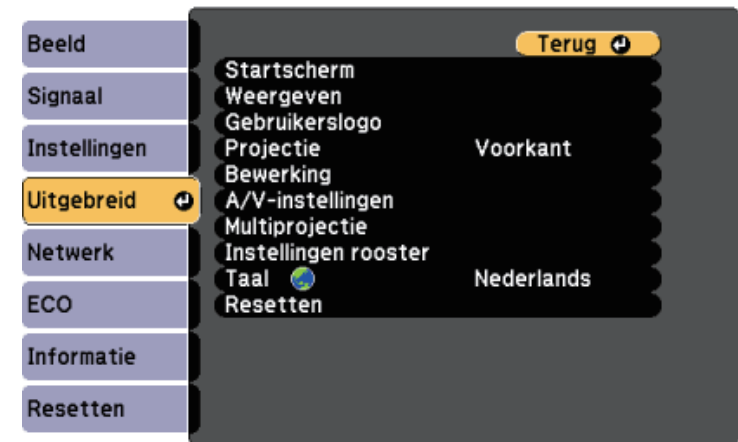 Beeld
Signaal
Instellingen
Uitgebreid
Netwerk
ECO
Informatie
Resetten
Terug
Startscherm
Weergeven
Gebruikerslogo
Projectie Voorkant
Bewerking
A/V-instellingen
Multiprojectie
Instellingen rooster
Taal Nederlands
Resetten